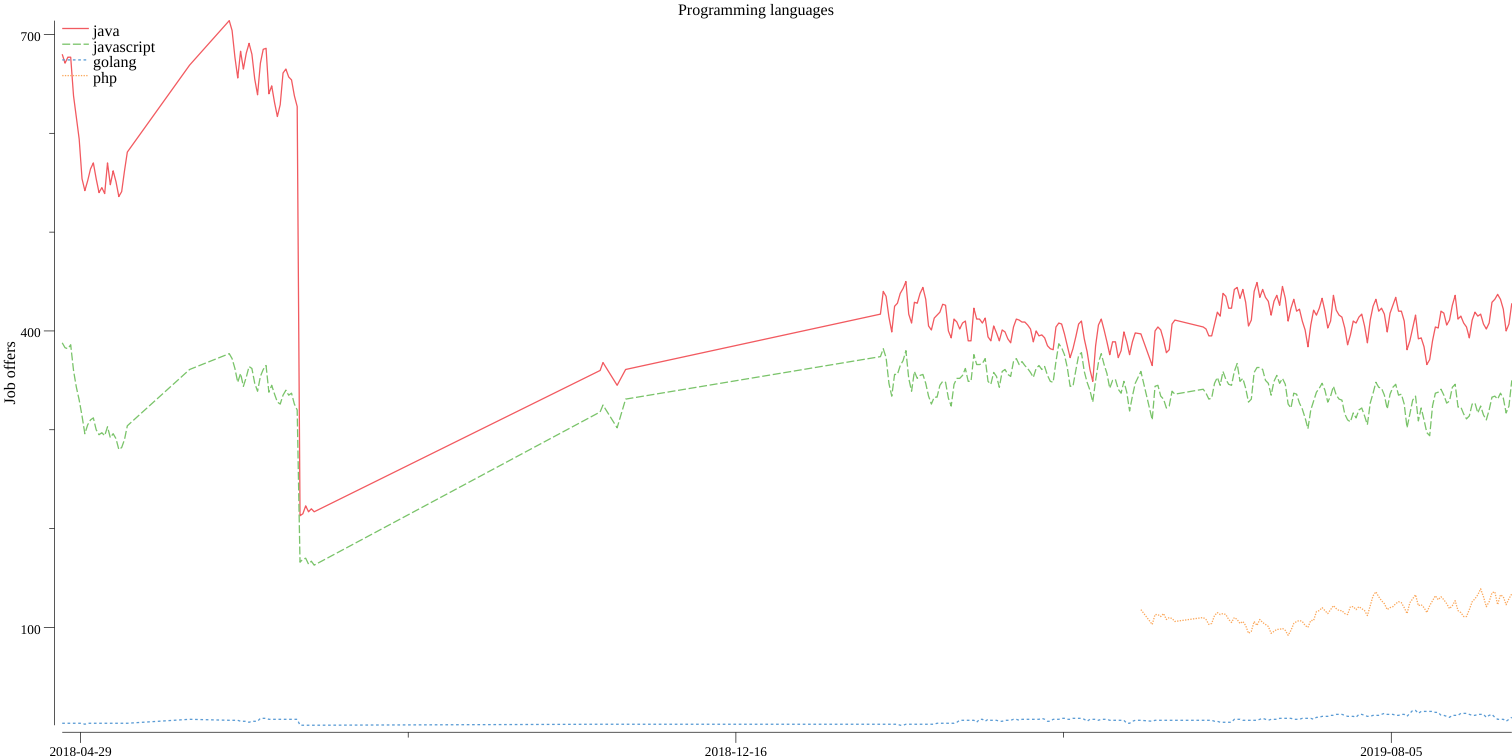 Programming languages
java
javascript
golang
php
700
400
100
Job offers
2018-04-29
2018-12-16
2019-08-05